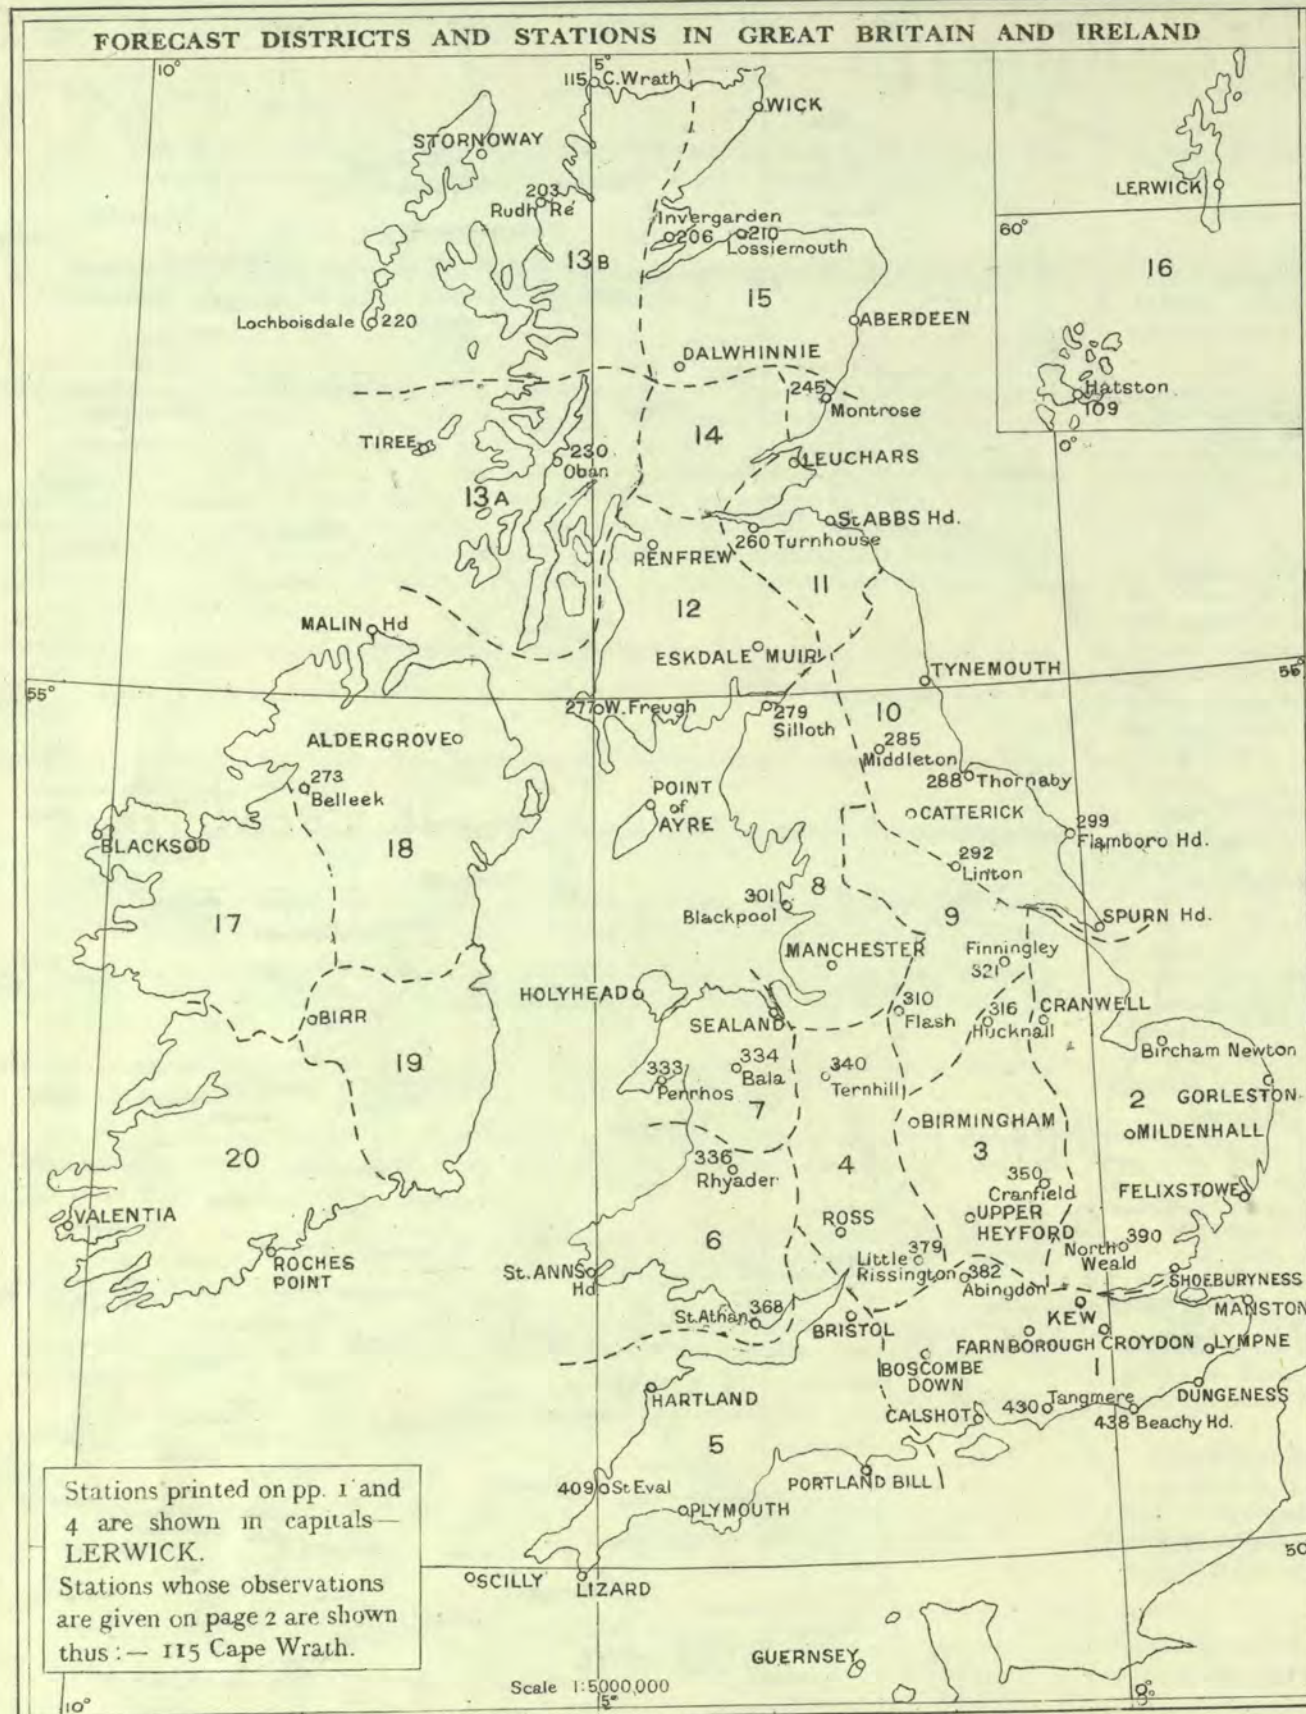 FORECAST DISTRICTS AND STATIONS IN GREAT BRITAIN AND IRELAND
10°
5°
115 C. Wrath
WICK
STORNOWAY
LERWICK
203
Rudh Re
60°
Invergarden
206
210
Lossiemouth
13B
16
15
Lochboisdale 220
ABERDEEN
DALWHINNIE
Hatston
109
245
Montrose
0°
14
TIREE
230
Oban
LEUCHARS
13A
St ABBS Hd.
260 Turnhouse
RENFREW
11
12
MALIN Hd
ESKDALE MUIR
TYNEMOUTH
55°
55°
277 W. Freugh
279
Silloth
10
ALDERGROVE
285
Middleton
273
Belleek
288 Thornaby
POINT
of
AYRE
CATTERICK
BLACKSOD
299
Flamboro Hd.
18
292
Linton
8
301
Blackpool
17
9
SPURN Hd.
MANCHESTER
Finningley
321
HOLYHEAD
310
Flash
316
Hucknall
CRANWELL
SEALAND
BIRR
Bircham Newton
19
333
Penrhos
334
Bala
340
Ternhill
2
GORLESTON
7
BIRMINGHAM
MILDENHALL
20
336
Rhyader
4
3
350
Cranfield
FELIXSTOWE
VALENTIA
ROSS
UPPER
HEYFORD
6
North
Weald
390
ROCHES
POINT
St. ANNS
Hd
Little
Rissington
379
382
Abingdon
SHOEBURYNESS
St. Athan 368
BRISTOL
KEW
MANSTON
FARNBOROUGH
CROYDON
LYMPNE
BOSCOMBE
DOWN
1
HARTLAND
DUNGENESS
CALSHOT
430
Tangmere
438 Beachy Hd.
5
409 St Eval
PORTLAND BILL
PLYMOUTH
Stations printed on pp. 1 and
4 are shown in capitals—
LERWICK.
Stations whose observations
are given on page 2 are shown
thus :— 115 Cape Wrath.
50
SCILLY
LIZARD
GUERNSEY
Scale 1:5000,000
10°
5°
0°